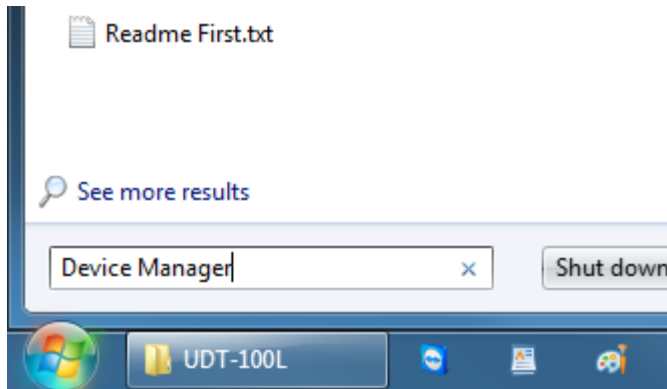 Readme First.txt
See more results
Device Manager
Shut down
UDT-100L